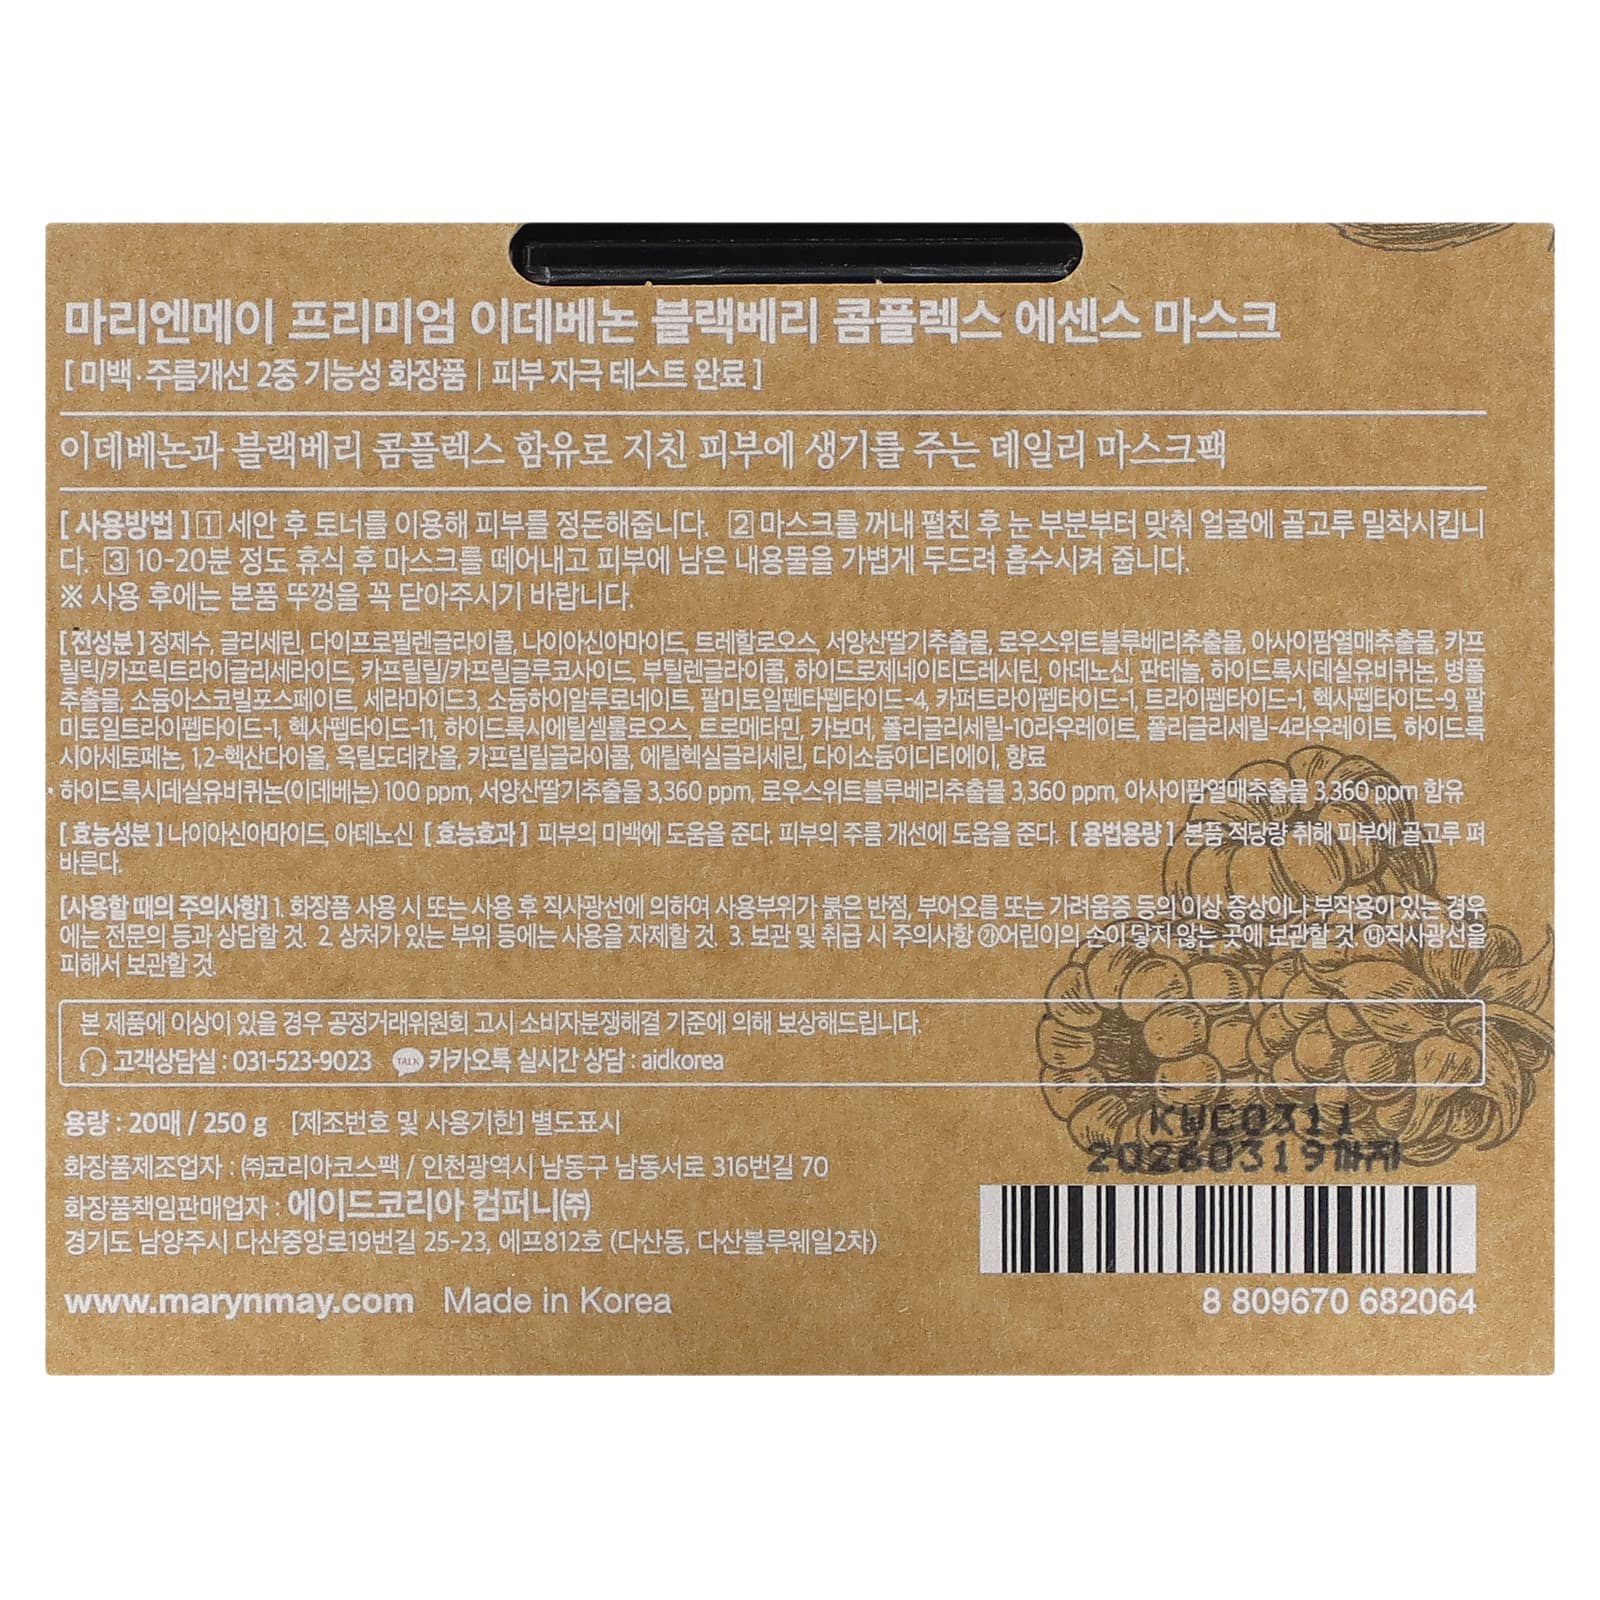 마리엔메이 프리미엄 이데베논 블랙베리 콤플렉스 에센스 마스크
[ 미백·주름개선 2중 기능성 화장품 | 피부 자극 테스트 완료 ]
이데베논과 블랙베리 콤플렉스 함유로 지친 피부에 생기를 주는 데일리 마스크팩
[ 사용방법 ] 1 세안 후 토너를 이용해 피부를 정돈해줍니다. 2 마스크를 꺼내 펼친 후 눈 부분부터 맞춰 얼굴에 골고루 밀착시킵니
다. 3 10-20분 정도 휴식 후 마스크를 떼어내고 피부에 남은 내용물을 가볍게 두드려 흡수시켜 줍니다.
※ 사용 후에는 본품 뚜껑을 꼭 닫아주시기 바랍니다.
[ 전성분 ] 정제수, 글리세린, 다이프로필렌글라이콜, 나이아신아마이드, 트레할로오스, 서양산딸기추출물, 로우스위트블루베리추출물, 아사이팜열매추출물, 카프
릴릭/카프릭트라이글리세라이드, 카프릴릴/카프릴글루코사이드, 부틸렌글라이콜, 하이드로제네이티드레시틴, 아데노신, 판테놀, 하이드록시데실유비퀴논, 병풀
추출물, 소듐아스코빌포스페이트, 세라마이드3, 소듐하이알루로네이트, 팔미토일펜타펩타이드-4, 카퍼트라이펩타이드-1, 트라이펩타이드-1, 헥사펩타이드-9, 팔
미토일트라이펩타이드-1, 헥사펩타이드-11, 하이드록시에틸셀룰로오스, 트로메타민, 카보머, 폴리글리세릴-10라우레이트, 폴리글리세릴-4라우레이트, 하이드록
시아세토페논, 1,2-헥산다이올, 옥틸도데칸올, 카프릴릴글라이콜, 에틸헥실글리세린, 다이소듐이디티에이, 향료
• 하이드록시데실유비퀴논(이데베논) 100 ppm, 서양산딸기추출물 3,360 ppm, 로우스위트블루베리추출물 3,360 ppm, 아사이팜열매추출물 3,360 ppm 함유
[ 효능성분 ] 나이아신아마이드, 아데노신 [ 효능효과 ] 피부의 미백에 도움을 준다. 피부의 주름 개선에 도움을 준다. [ 용법용량 ] 본품 적당량 취해 피부에 골고루 펴
바른다.
[사용할 때의 주의사항] 1. 화장품 사용 시 또는 사용 후 직사광선에 의하여 사용부위가 붉은 반점, 부어오름 또는 가려움증 등의 이상 증상이나 부작용이 있는 경우
에는 전문의 등과 상담할 것. 2. 상처가 있는 부위 등에는 사용을 자제할 것. 3. 보관 및 취급 시 주의사항 ㉮어린이의 손이 닿지 않는 곳에 보관할 것. ㉯직사광선을
피해서 보관할 것.
본 제품에 이상이 있을 경우 공정거래위원회 고시 소비자분쟁해결 기준에 의해 보상해드립니다.
고객상담실 : 031-523-9023 TALK 카카오톡 실시간 상담 : aidkorea
용량 : 20매 / 250 g [제조번호 및 사용기한] 별도표시
화장품제조업자 : ㈜코리아코스팩 / 인천광역시 남동구 남동서로 316번길 70
화장품책임판매업자 : 에이드코리아 컴퍼니㈜
경기도 남양주시 다산중앙로19번길 25-23, 에프812호 (다산동, 다산블루웨일2차)
www.marynmay.com Made in Korea
KWC0311
20260319까지
8 809670 682064